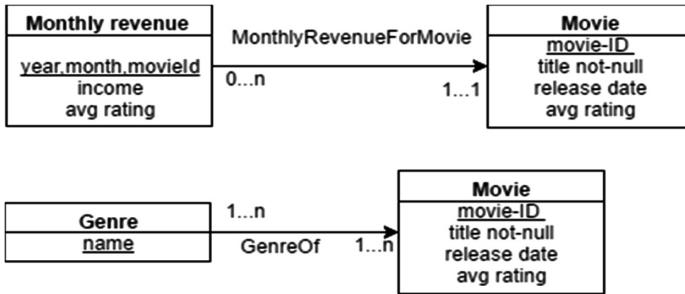 Monthly revenue
year,month,movieId
income
avg rating
MonthlyRevenueForMovie
0...n
1...1
Movie
movie-ID
title not-null
release date
avg rating
Genre
name
1...n
GenreOf
1...n
Movie
movie-ID
title not-null
release date
avg rating